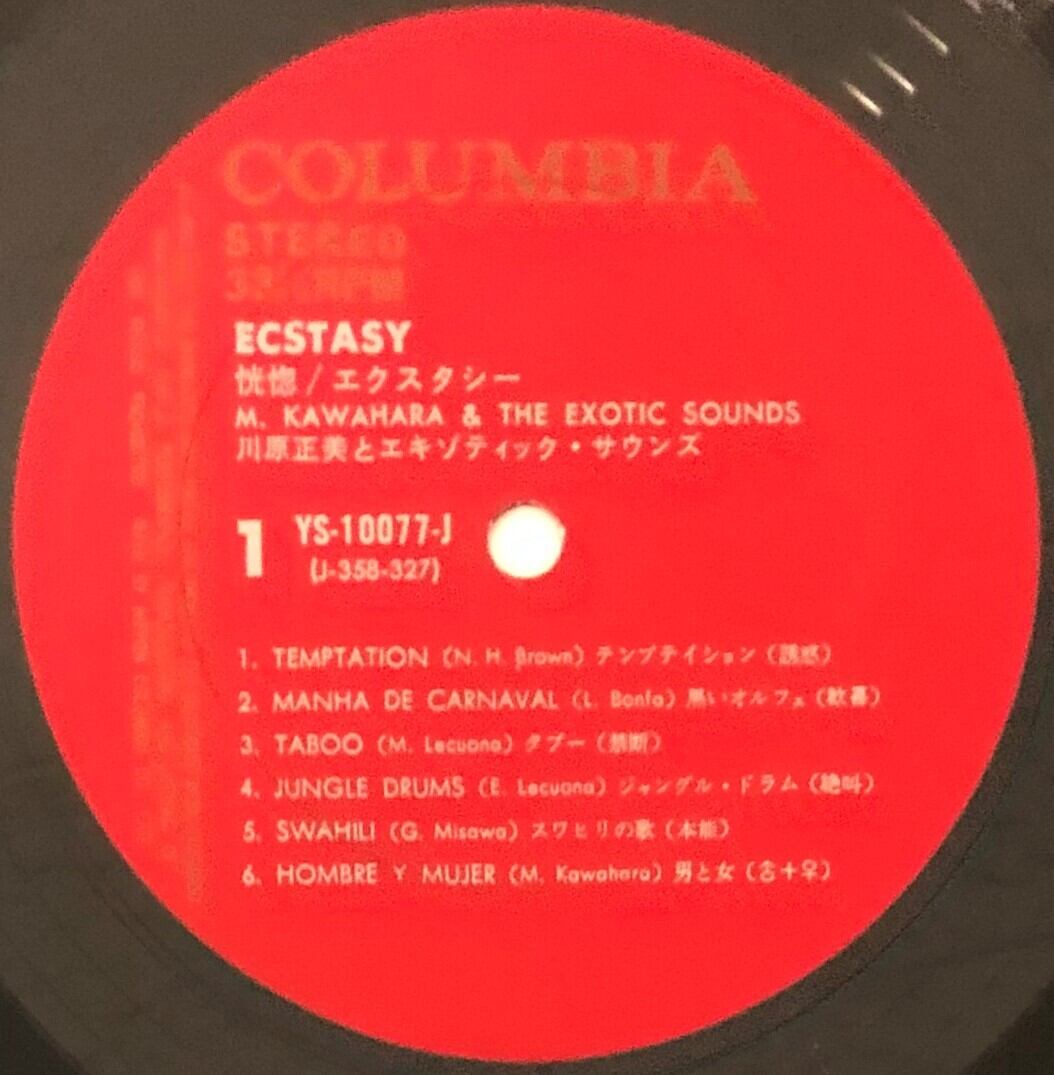 COLUMBIA
STEREO
33⅓RPM
ECSTASY
恍惚/エクスタシー
M. KAWAHARA & THE EXOTIC SOUNDS
川原正美とエキゾティック・サウンズ
1 YS-10077-J
(J-358-327)
1. TEMPTATION (N. H. Brown) テンプテイション (誘惑)
2. MANHA DE CARNAVAL (L. Bonfa) 黒いオルフェ (歓喜)
3. TABOO (M. Lecuona) タブー (禁断)
4. JUNGLE DRUMS (E. Lecuona) ジャングル・ドラム (絶叫)
5. SWAHILI (G. Misawa) スワヒリの歌 (本能)
6. HOMBRE Y MUJER (M. Kawahara) 男と女 (♂+♀)